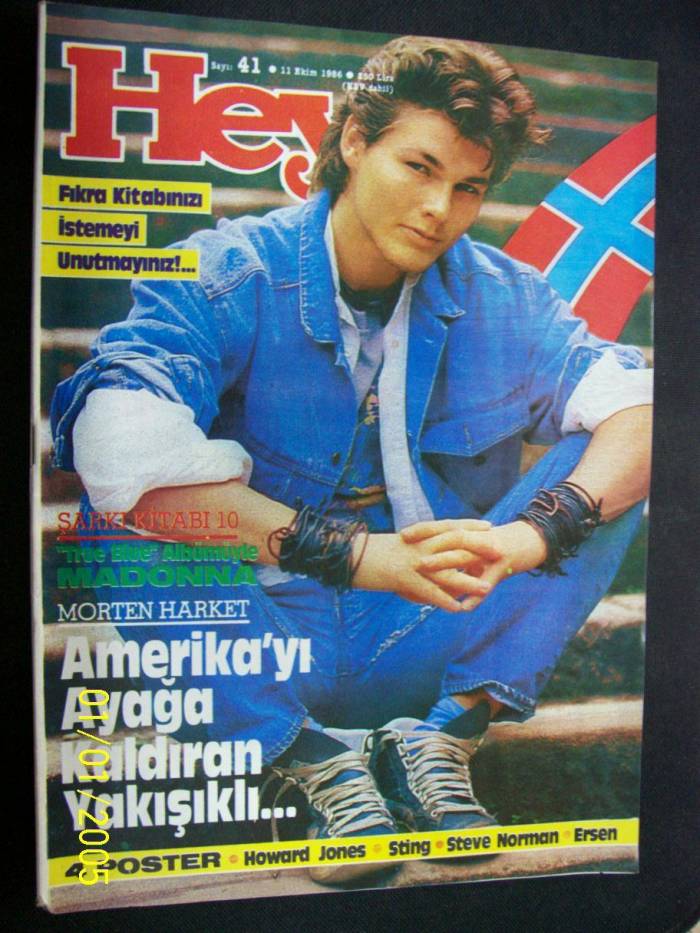 Sayı: 41 • 11 Ekim 1986 • 250 Lira
(KDV dahil)
Hey
Fıkra Kitabınızı
İstemeyi
Unutmayınız!...
ŞARKI KİTABI 10
"True Blue" Albümüyle
MADONNA
MORTEN HARKET
Amerika'yı
Ayağa
Kaldıran
Yakışıklı...
4 POSTER • Howard Jones • Sting • Steve Norman • Ersen
01/01/2005